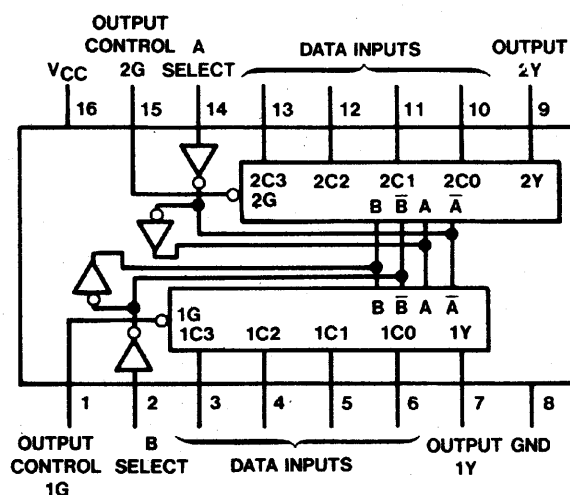 OUTPUT
CONTROL A DATA INPUTS OUTPUT
VCC 2G SELECT 2Y
16 15 14 13 12 11 10 9
2C3 2C2 2C1 2C0 2Y
2G B B̅ A A̅
B B̅ A A̅
1G
1C3 1C2 1C1 1C0 1Y
1 2 3 4 5 6 7 8
OUTPUT B OUTPUT GND
CONTROL SELECT DATA INPUTS 1Y
1G